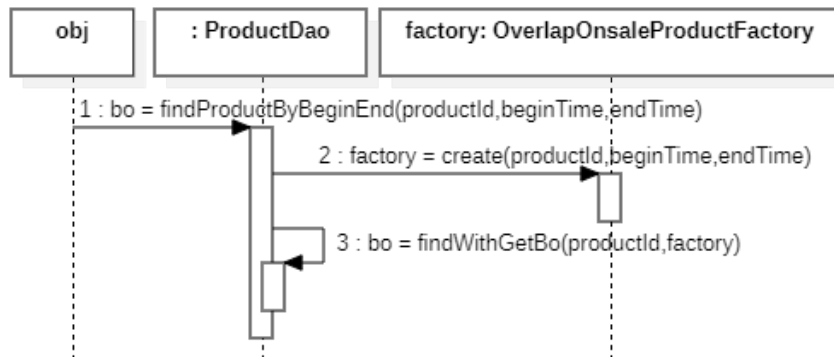 obj
: ProductDao
factory: OverlapOnsaleProductFactory
1 : bo = findProductByBeginEnd(productId,beginTime,endTime)
2 : factory = create(productId,beginTime,endTime)
3 : bo = findWithGetBo(productId,factory)